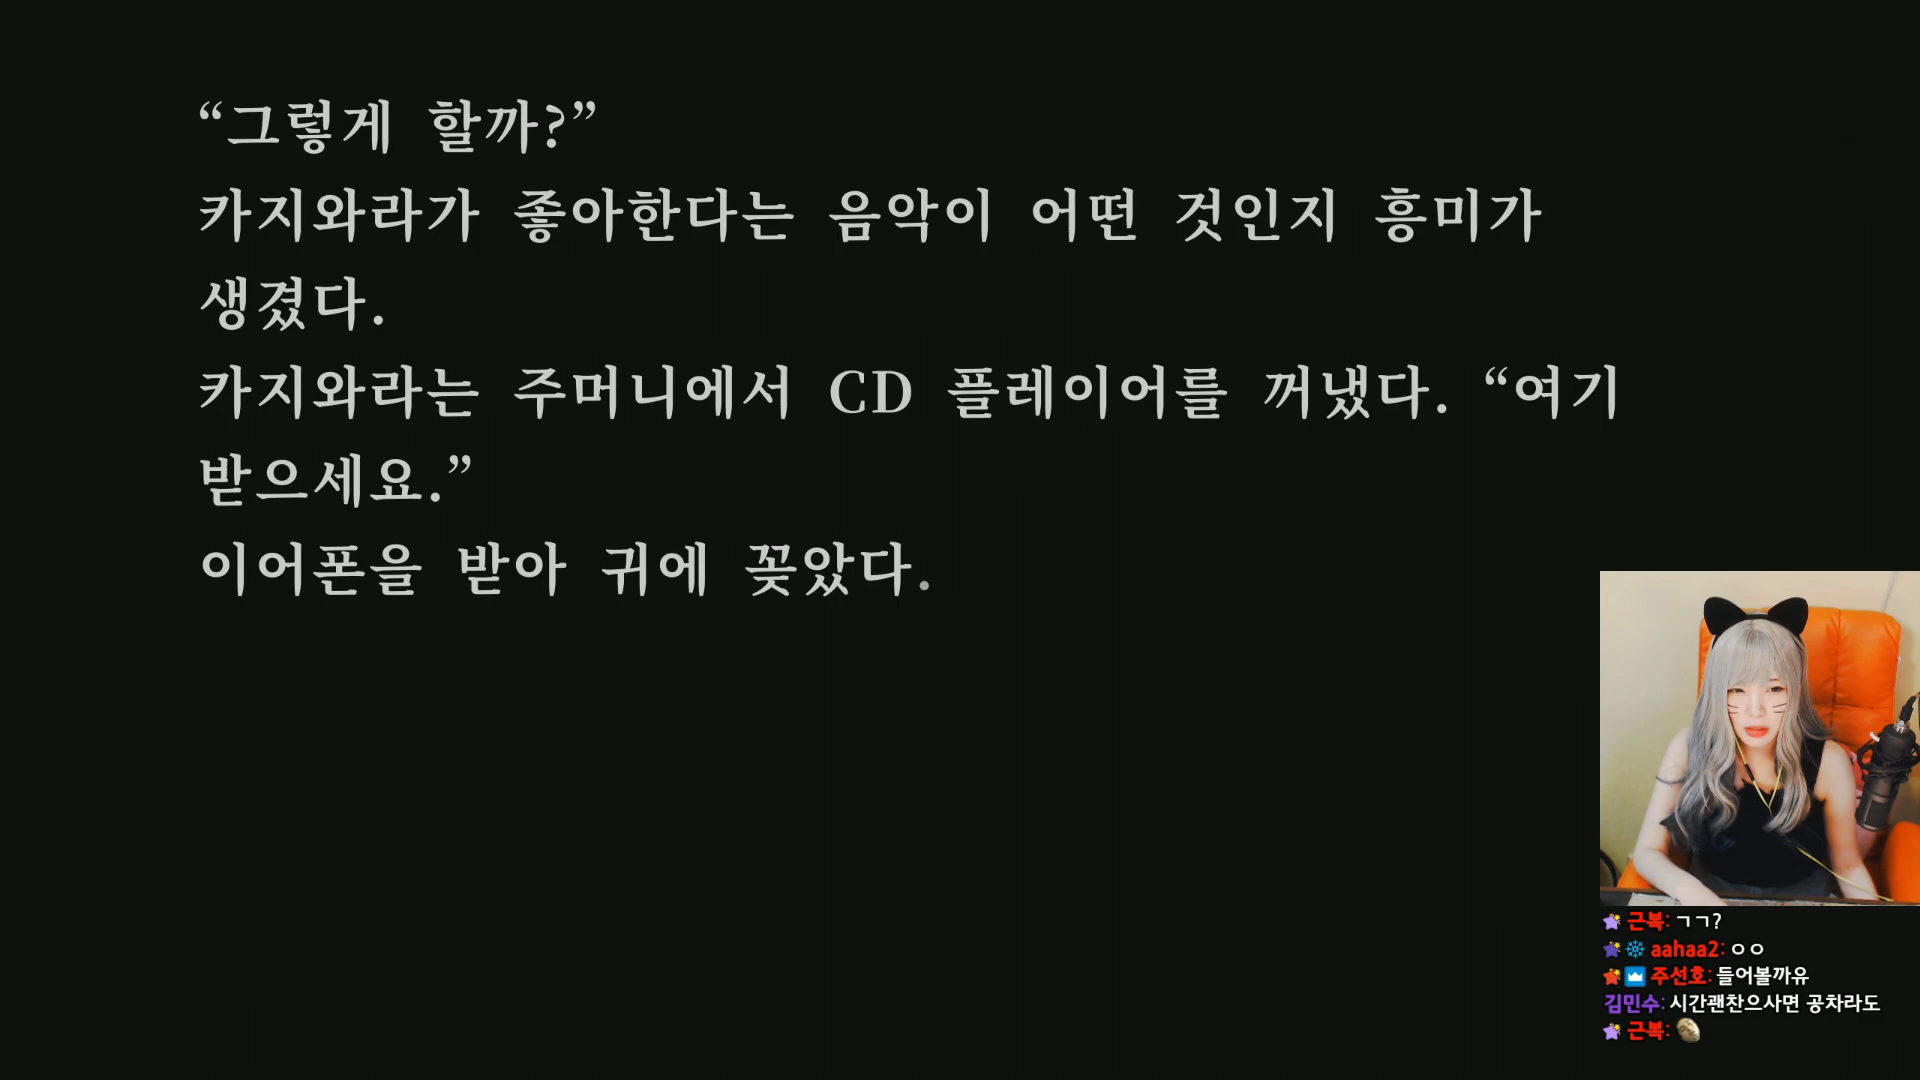 “그렇게 할까?”
카지와라가 좋아한다는 음악이 어떤 것인지 흥미가
생겼다.
카지와라는 주머니에서 CD 플레이어를 꺼냈다. “여기
받으세요.”
이어폰을 받아 귀에 꽂았다.
근복: ㄱㄱ?
aahaa2: ㅇㅇ
주선호: 들어볼까유
김민수: 시간괜찬으사면 공차라도
근복: